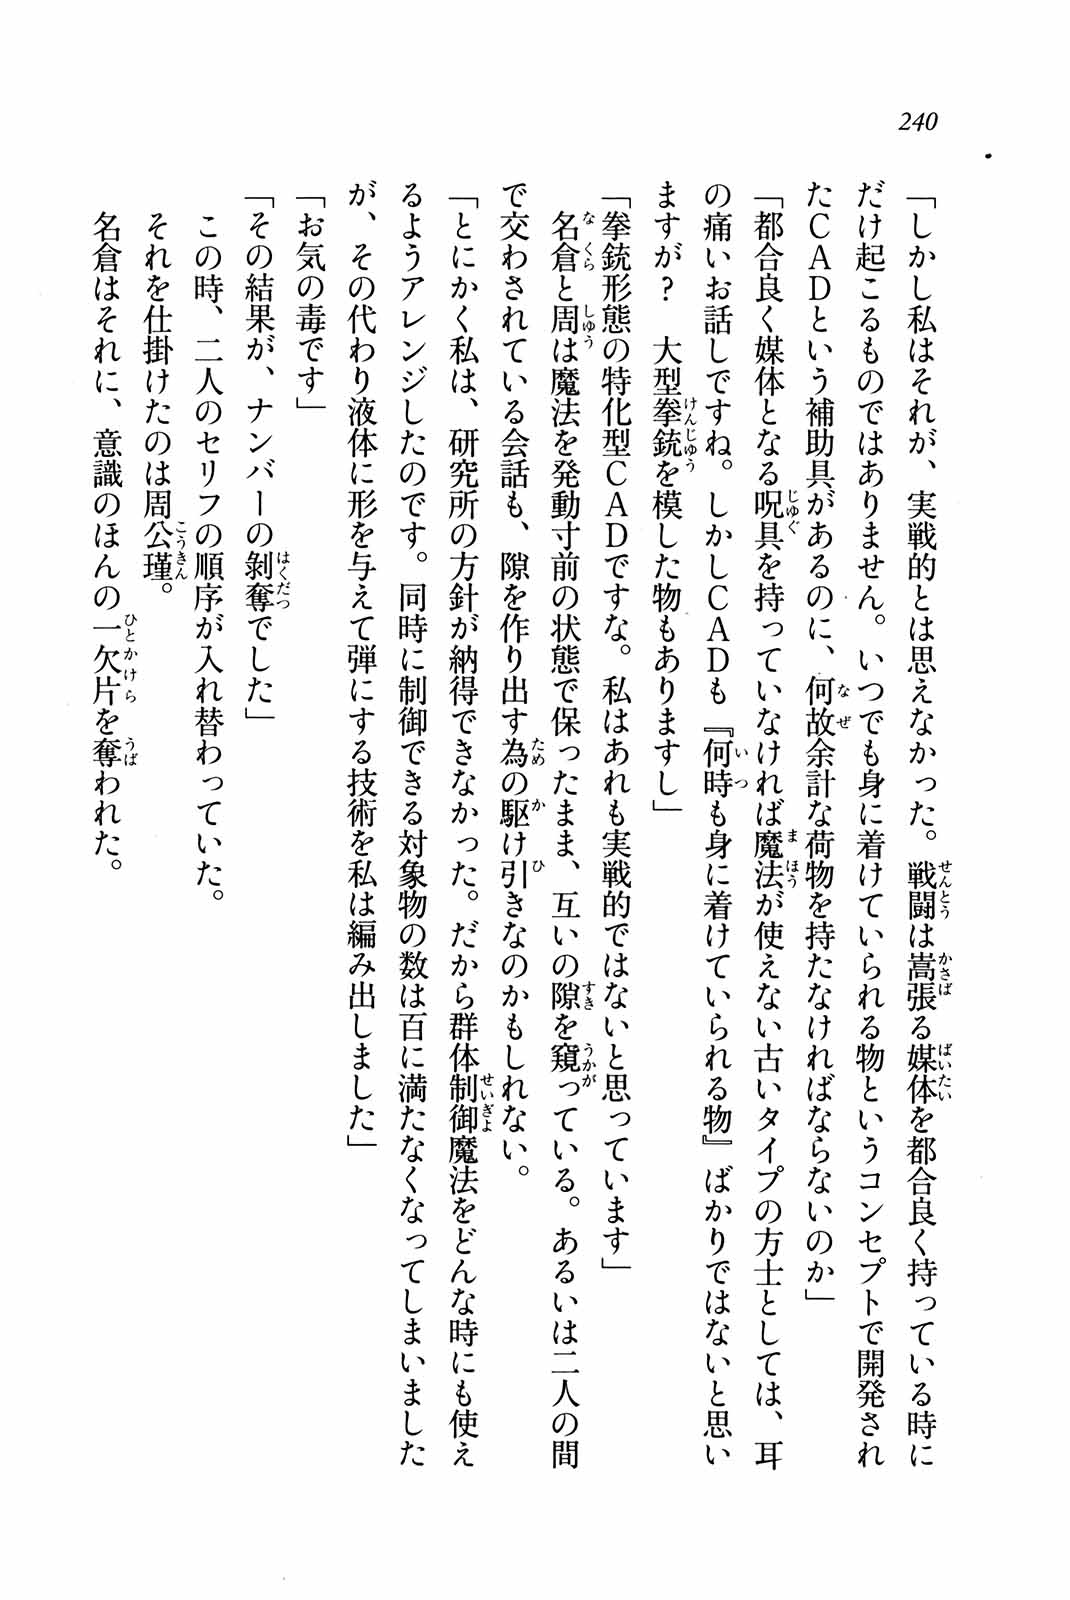 240
「しかし私はそれが、実戦的とは思えなかった。戦闘は嵩張る媒体を都合良く持っている時に
だけ起こるものではありません。いつでも身に着けていられる物というコンセプトで開発され
たＣＡＤという補助具があるのに、何故余計な荷物を持たなければならないのか」
「都合良く媒体となる呪具を持っていなければ魔法が使えない古いタイプの方士としては、耳
の痛いお話しですね。しかしＣＡＤも『何時も身に着けていられる物』ばかりではないと思い
ますが？　大型拳銃を模した物もありますし」
「拳銃形態の特化型ＣＡＤですな。私はあれも実戦的ではないと思っています」
　名倉と周は魔法を発動寸前の状態で保ったまま、互いの隙を窺っている。あるいは二人の間
で交わされている会話も、隙を作り出す為の駆け引きなのかもしれない。
「とにかく私は、研究所の方針が納得できなかった。だから群体制御魔法をどんな時にも使え
るようアレンジしたのです。同時に制御できる対象物の数は百に満たなくなってしまいました
が、その代わり液体に形を与えて弾にする技術を私は編み出しました」
「お気の毒です」
「その結果が、ナンバーの剝奪でした」
　この時、二人のセリフの順序が入れ替わっていた。
　それを仕掛けたのは周公瑾。
　名倉はそれに、意識のほんの一欠片を奪われた。